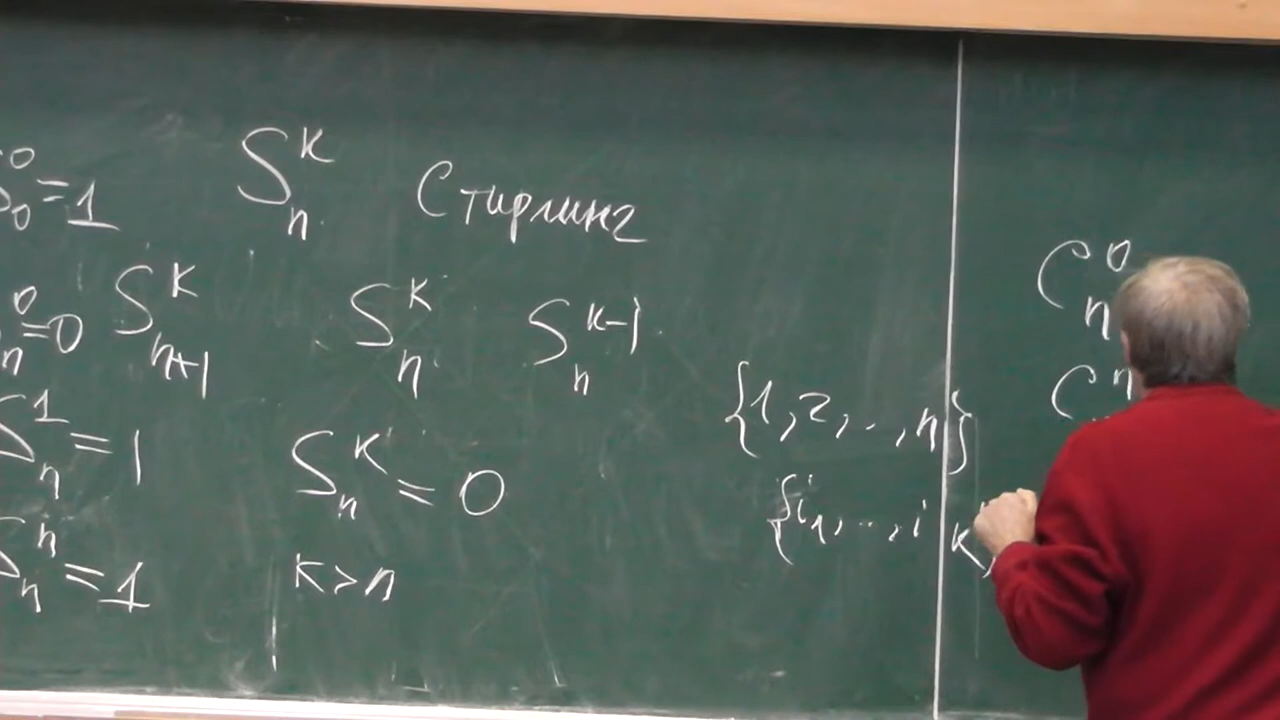 S_0^0 = 1
S_n^k Стирлинг
S_n^0 = 0 S_{n+1}^k S_n^k S_n^{k-1}
S_n^1 = 1 S_n^k = 0
S_n^n = 1 k > n
{1, 2, .., n}
{i_1, .., i_k}
C_n^0
C^n